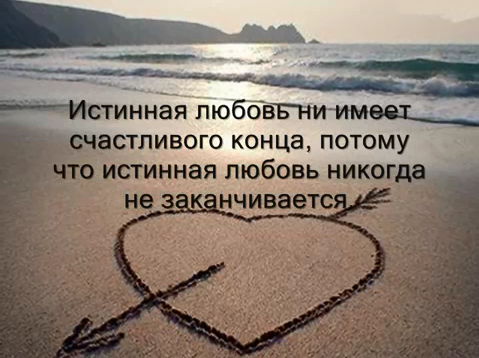 Истинная любовь ни имеет
счастливого конца, потому
что истинная любовь никогда
не заканчивается.